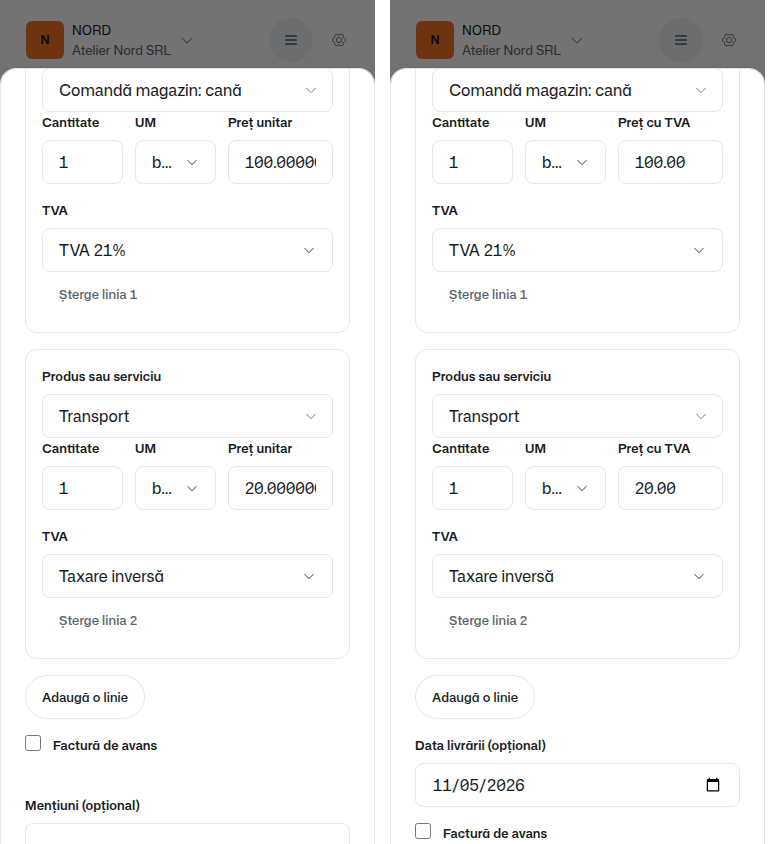 N
NORD
Atelier Nord SRL
Comandă magazin: cană
Cantitate UM Preț unitar
1 b... 100.00000
TVA
TVA 21%
Șterge linia 1
Produs sau serviciu
Transport
Cantitate UM Preț unitar
1 b... 20.000000
TVA
Taxare inversă
Șterge linia 2
Adaugă o linie
Factură de avans
Mențiuni (opțional)
N
NORD
Atelier Nord SRL
Comandă magazin: cană
Cantitate UM Preț cu TVA
1 b... 100.00
TVA
TVA 21%
Șterge linia 1
Produs sau serviciu
Transport
Cantitate UM Preț cu TVA
1 b... 20.00
TVA
Taxare inversă
Șterge linia 2
Adaugă o linie
Data livrării (opțional)
11/05/2026
Factură de avans